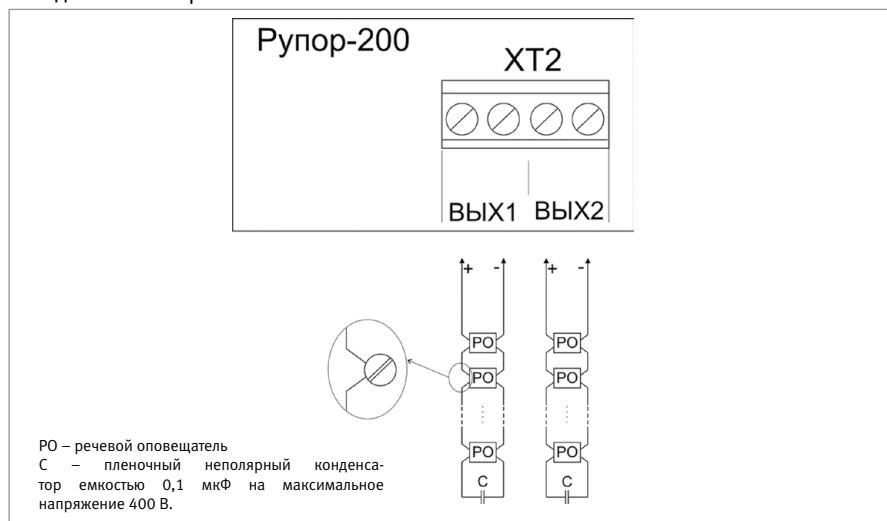 Рупор-200
XT2
ВЫХ1 ВЫХ2
+ - + -
РО РО
РО РО
РО РО
С С
РО – речевой оповещатель
С – пленочный неполярный конденса-
тор емкостью 0,1 мкФ на максимальное
напряжение 400 В.